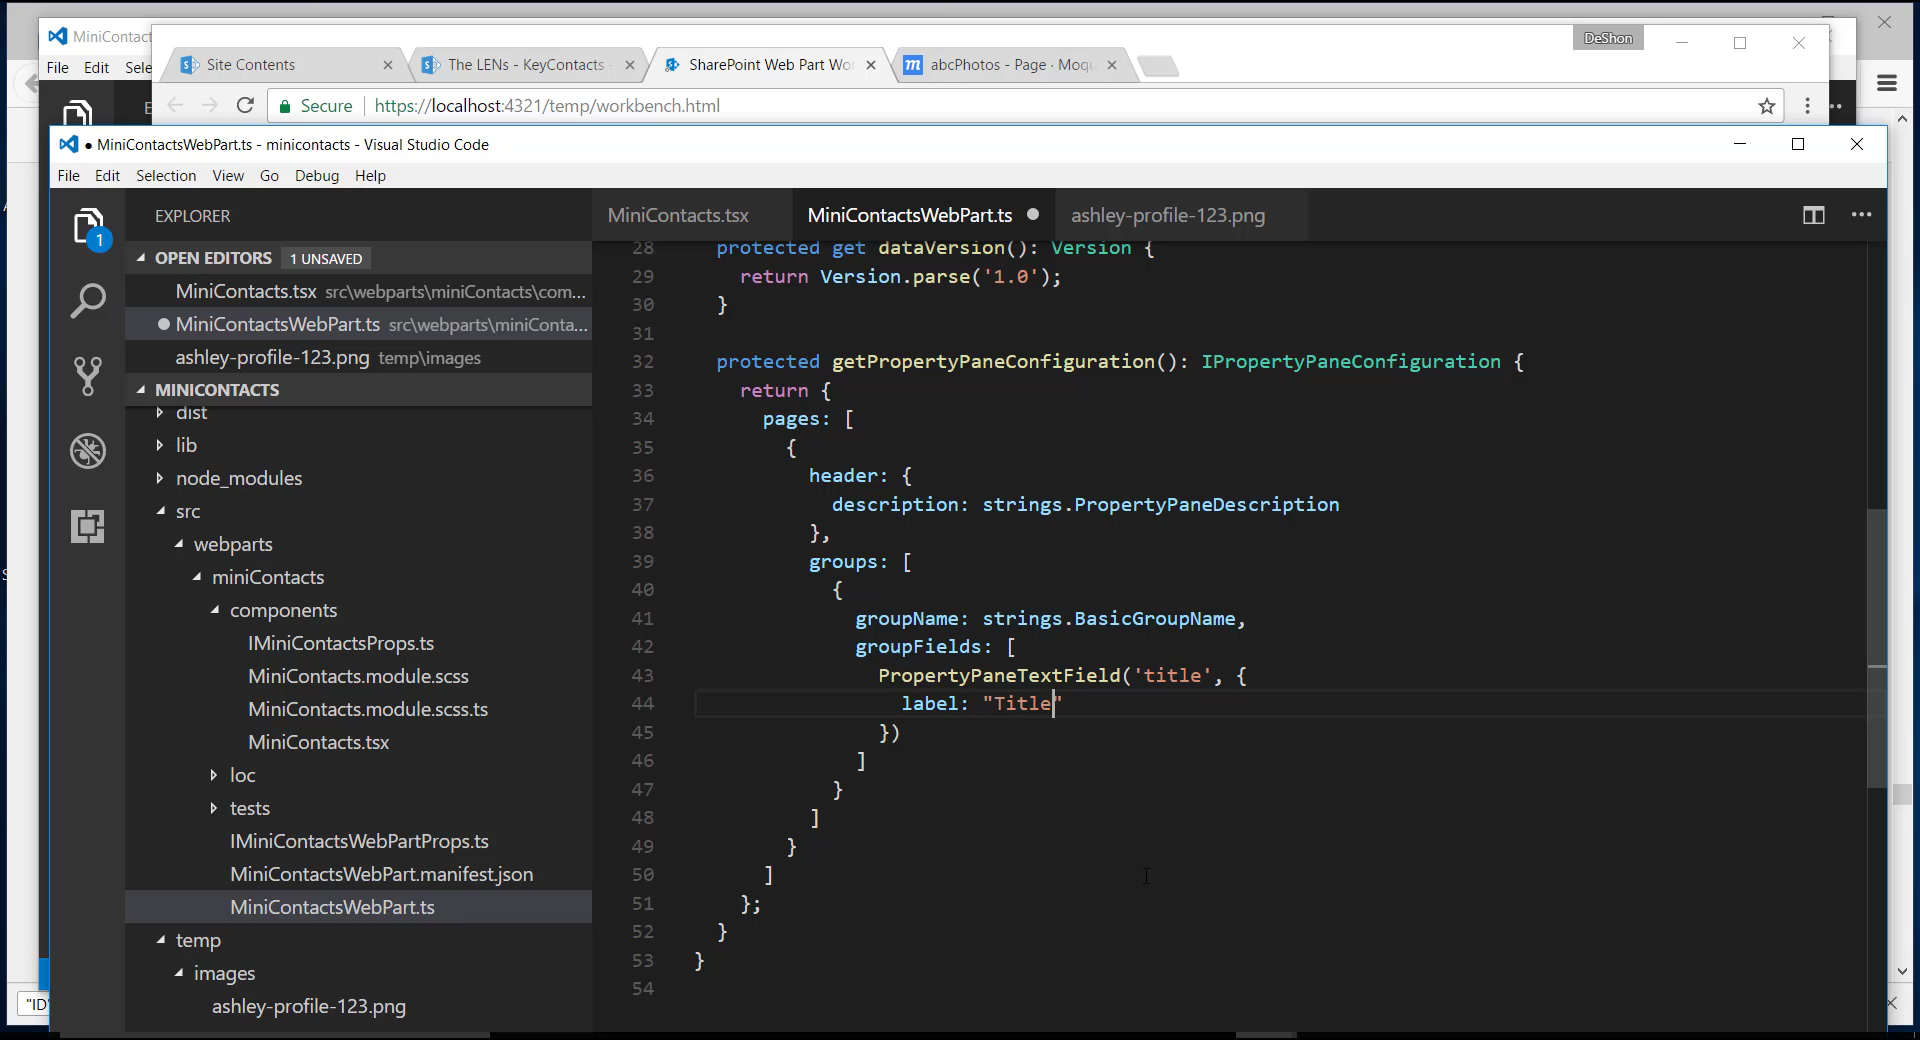 MiniContact
File Edit Sele
DeShon
Site Contents
The LENs - KeyContacts
SharePoint Web Part Wo
abcPhotos - Page · Moqu
Secure https://localhost:4321/temp/workbench.html
● MiniContactsWebPart.ts - minicontacts - Visual Studio Code
File Edit Selection View Go Debug Help
1
EXPLORER
OPEN EDITORS 1 UNSAVED
MiniContacts.tsx src\webparts\miniContacts\com...
MiniContactsWebPart.ts src\webparts\miniConta...
ashley-profile-123.png temp\images
MINICONTACTS
dist
lib
node_modules
src
webparts
miniContacts
components
IMiniContactsProps.ts
MiniContacts.module.scss
MiniContacts.module.scss.ts
MiniContacts.tsx
loc
tests
IMiniContactsWebPartProps.ts
MiniContactsWebPart.manifest.json
MiniContactsWebPart.ts
temp
images
ashley-profile-123.png
MiniContacts.tsx MiniContactsWebPart.ts ashley-profile-123.png
28 protected get dataVersion(): Version {
29 return Version.parse('1.0');
30 }
31
32 protected getPropertyPaneConfiguration(): IPropertyPaneConfiguration {
33 return {
34 pages: [
35 {
36 header: {
37 description: strings.PropertyPaneDescription
38 },
39 groups: [
40 {
41 groupName: strings.BasicGroupName,
42 groupFields: [
43 PropertyPaneTextField('title', {
44 label: "Title"
45 })
46 ]
47 }
48 ]
49 }
50 ]
51 };
52 }
53 }
54
"ID"